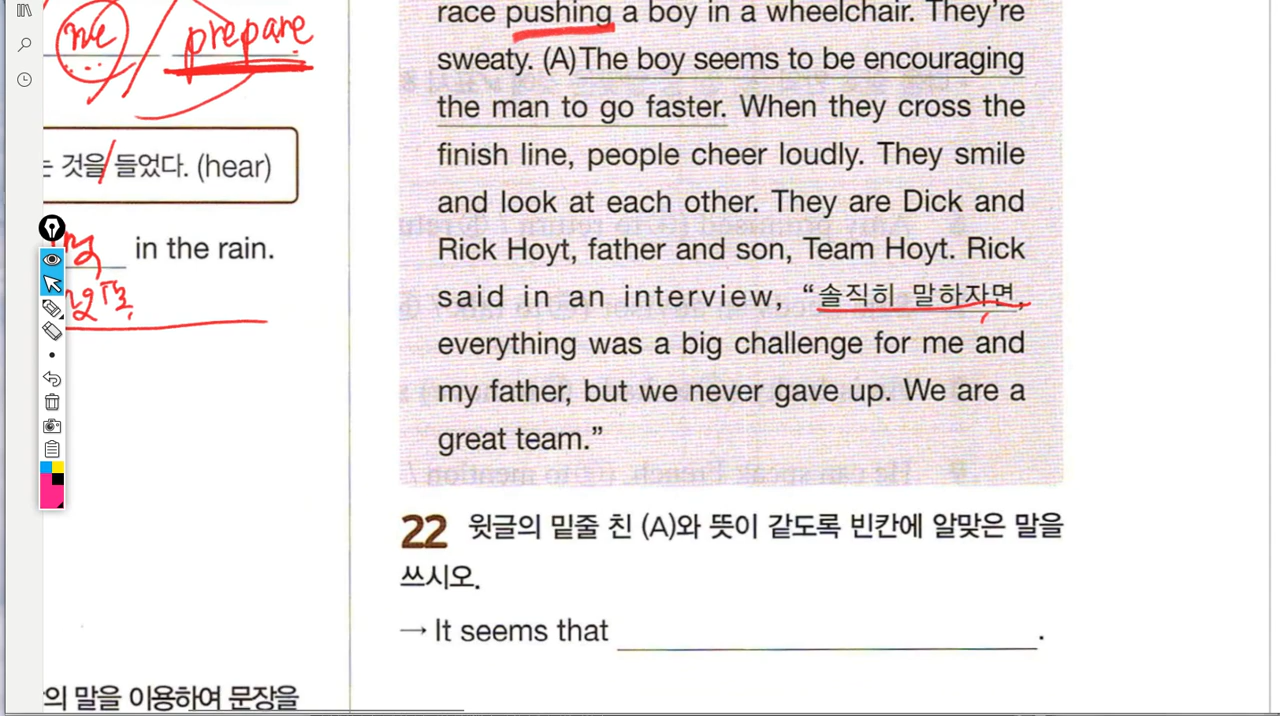 me / prepare
는 것을 들었다. (hear)
in the rain.
의 말을 이용하여 문장을
race pushing a boy in a wheelchair. They're
sweaty. (A)The boy seems to be encouraging
the man to go faster. When they cross the
finish line, people cheer loudly. They smile
and look at each other. They are Dick and
Rick Hoyt, father and son, Team Hoyt. Rick
said in an interview, “솔직히 말하자면,
everything was a big challenge for me and
my father, but we never gave up. We are a
great team.”
22 윗글의 밑줄 친 (A)와 뜻이 같도록 빈칸에 알맞은 말을
쓰시오.
→ It seems that .